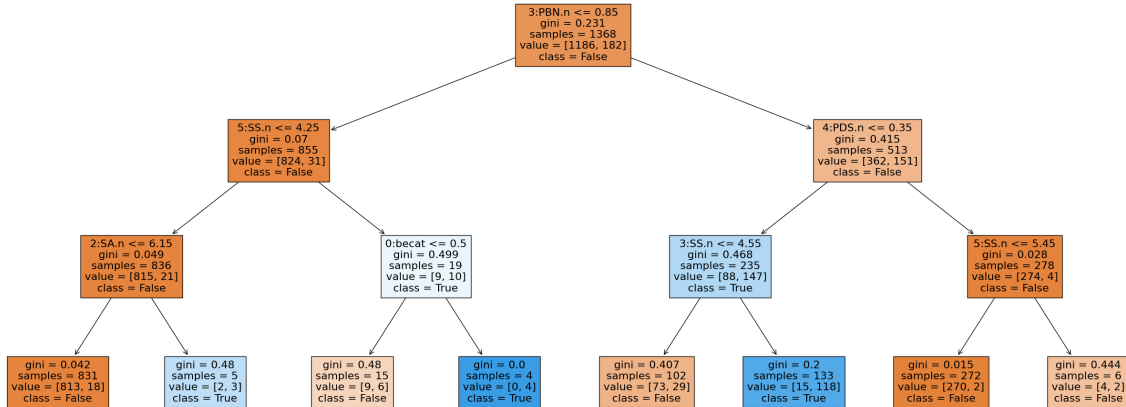 3:PBN.n <= 0.85
gini = 0.231
samples = 1368
value = [1186, 182]
class = False
5:SS.n <= 4.25
gini = 0.07
samples = 855
value = [824, 31]
class = False
4:PDS.n <= 0.35
gini = 0.415
samples = 513
value = [362, 151]
class = False
2:SA.n <= 6.15
gini = 0.049
samples = 836
value = [815, 21]
class = False
0:becat <= 0.5
gini = 0.499
samples = 19
value = [9, 10]
class = True
3:SS.n <= 4.55
gini = 0.468
samples = 235
value = [88, 147]
class = True
5:SS.n <= 5.45
gini = 0.028
samples = 278
value = [274, 4]
class = False
gini = 0.042
samples = 831
value = [813, 18]
class = False
gini = 0.48
samples = 5
value = [2, 3]
class = True
gini = 0.48
samples = 15
value = [9, 6]
class = False
gini = 0.0
samples = 4
value = [0, 4]
class = True
gini = 0.407
samples = 102
value = [73, 29]
class = False
gini = 0.2
samples = 133
value = [15, 118]
class = True
gini = 0.015
samples = 272
value = [270, 2]
class = False
gini = 0.444
samples = 6
value = [4, 2]
class = False